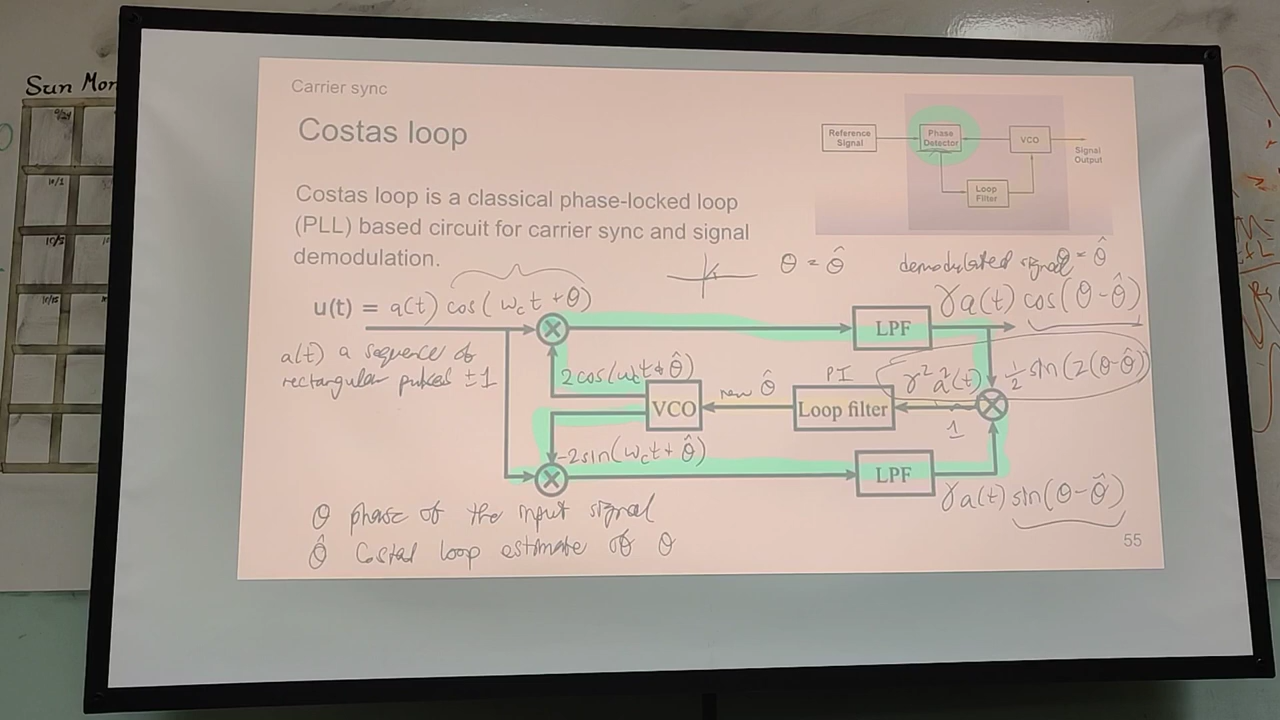 Sun Mon
Carrier sync
Costas loop
Reference
Signal
Phase
Detector
VCO
Signal
Output
Loop
Filter
Costas loop is a classical phase-locked loop
(PLL) based circuit for carrier sync and signal
demodulation.
θ = θ̂
demodulated signal θ = θ̂
u(t) = a(t) cos(ω_c t + θ)
LPF
γ a(t) cos(θ - θ̂)
a(t) a sequence of
rectangular pulses ±1
2cos(ω_c t + θ̂)
VCO
new θ̂
PI
Loop filter
γ² a²(t) 1/2 sin(2(θ-θ̂))
1
-2sin(ω_c t + θ̂)
LPF
γ a(t) sin(θ - θ̂)
θ phase of the input signal
θ̂ Costas loop estimate of θ
55